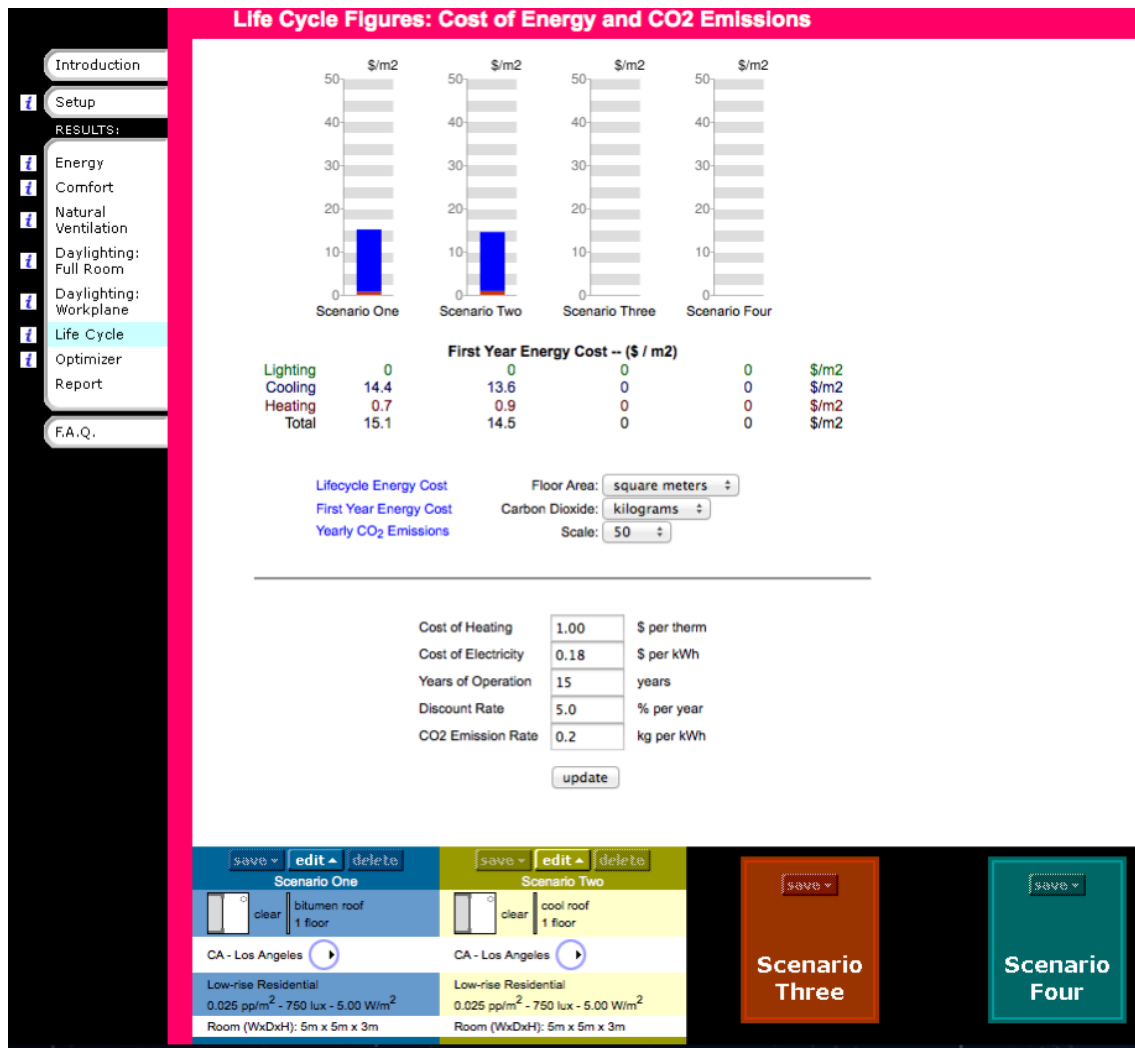 Life Cycle Figures: Cost of Energy and CO2 Emissions
Introduction
i Setup
RESULTS:
i Energy
i Comfort
i Natural
Ventilation
i Daylighting:
Full Room
i Daylighting:
Workplane
i Life Cycle
i Optimizer
Report
F.A.Q.
$/m2 $/m2 $/m2 $/m2
50 50 50 50
40 40 40 40
30 30 30 30
20 20 20 20
10 10 10 10
0 0 0 0
Scenario One Scenario Two Scenario Three Scenario Four
First Year Energy Cost -- ($ / m2)
Lighting 0 0 0 0 $/m2
Cooling 14.4 13.6 0 0 $/m2
Heating 0.7 0.9 0 0 $/m2
Total 15.1 14.5 0 0 $/m2
Lifecycle Energy Cost Floor Area: square meters
First Year Energy Cost Carbon Dioxide: kilograms
Yearly CO2 Emissions Scale: 50
Cost of Heating 1.00 $ per therm
Cost of Electricity 0.18 $ per kWh
Years of Operation 15 years
Discount Rate 5.0 % per year
CO2 Emission Rate 0.2 kg per kWh
update
save edit delete
Scenario One
clear bitumen roof
1 floor
CA - Los Angeles
Low-rise Residential
0.025 pp/m2 - 750 lux - 5.00 W/m2
Room (WxDxH): 5m x 5m x 3m
save edit delete
Scenario Two
clear cool roof
1 floor
CA - Los Angeles
Low-rise Residential
0.025 pp/m2 - 750 lux - 5.00 W/m2
Room (WxDxH): 5m x 5m x 3m
save
Scenario
Three
save
Scenario
Four